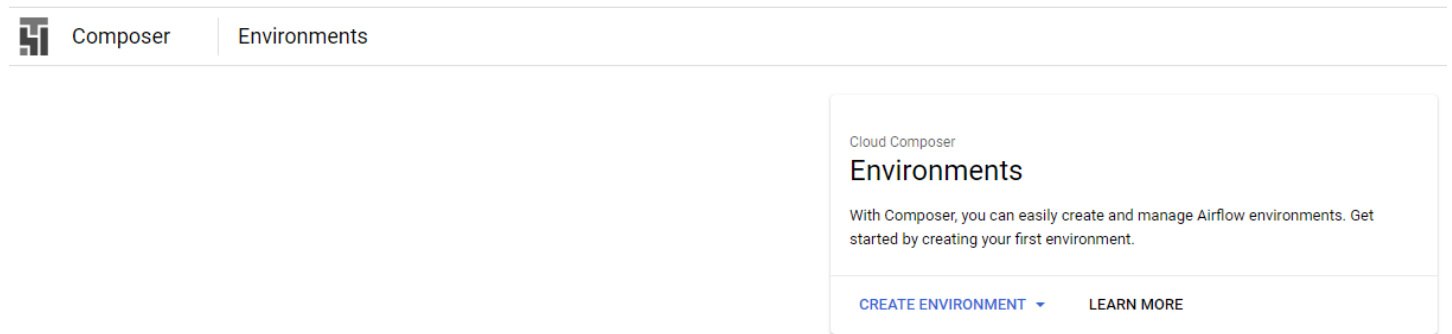 Composer Environments
Cloud Composer
Environments
With Composer, you can easily create and manage Airflow environments. Get
started by creating your first environment.
CREATE ENVIRONMENT LEARN MORE